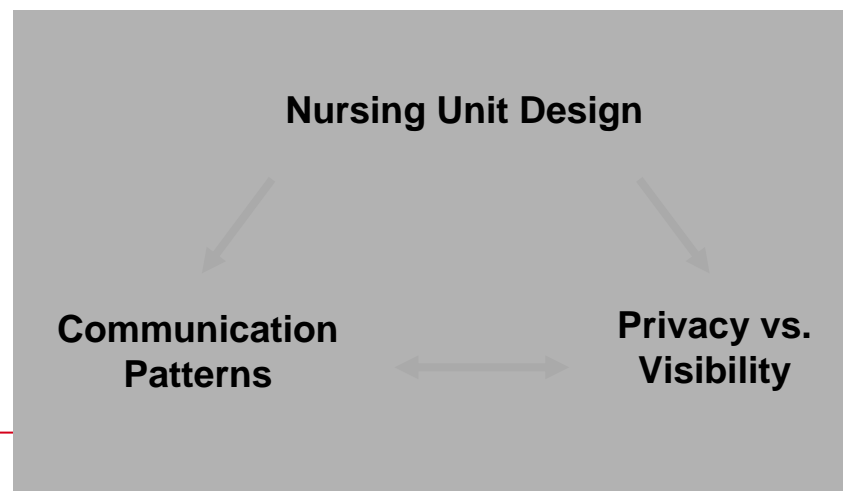 Nursing Unit Design
Communication
Patterns
Privacy vs.
Visibility